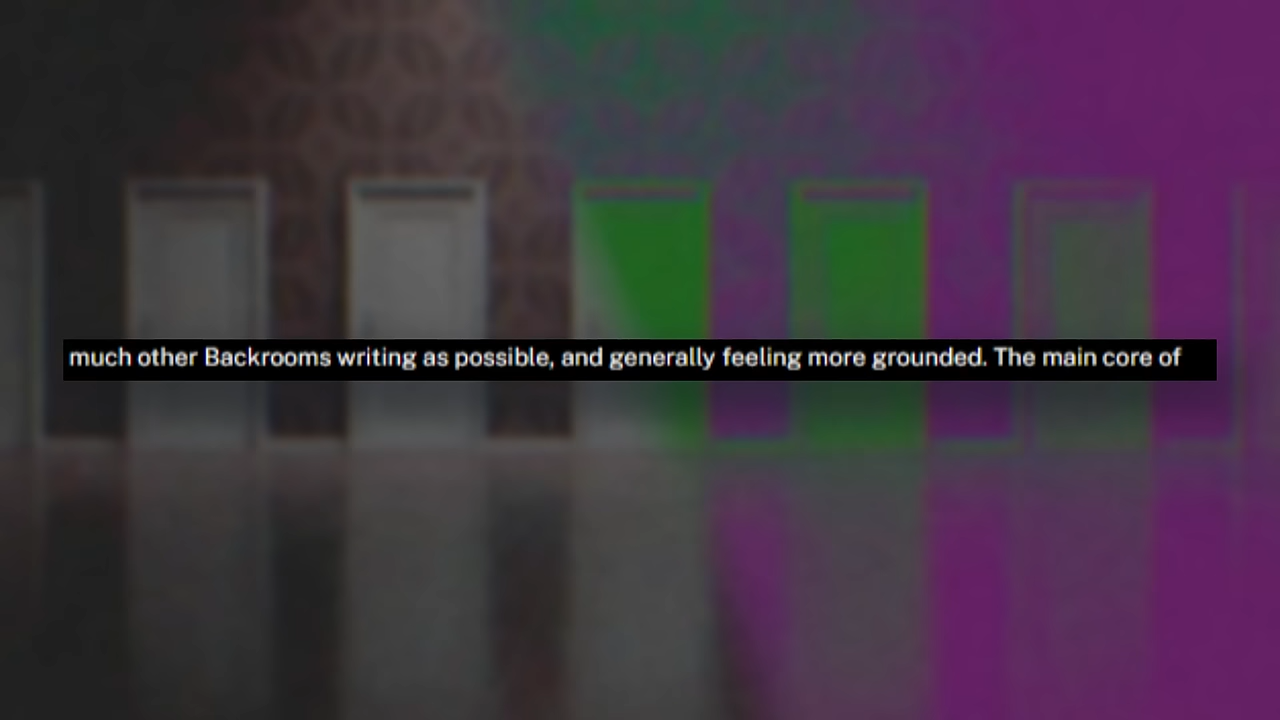 much other Backrooms writing as possible, and generally feeling more grounded. The main core of